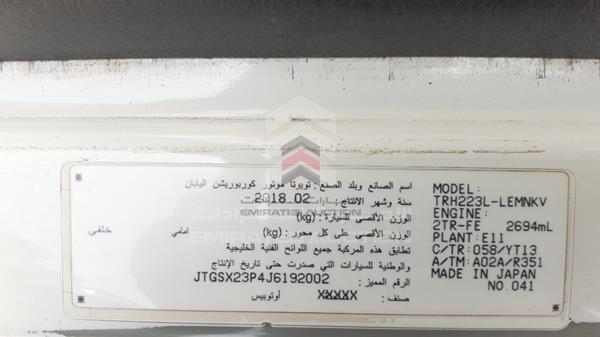 اسم الصانع وبلد الصنع : تويوتا موتور كوربوريشن اليابان
سنة وشهر الانتاج : 2018.02
الوزن الأقصى للسيارة : (kg)
الوزن الأقصى على كل محور : (kg) امامي خلفي
تطابق هذه المركبة جميع اللوائح الفنية الخليجية
والوطنية للسيارات التي صدرت حتى تاريخ الإنتاج
الرقم المميز : JTGSX23P4J6192002
صنف : XXXXX أوتوبيس
MODEL:
TRH223L-LEMNKV
ENGINE:
2TR-FE 2694mL
PLANT: E11
C/TR: 058/YT13
A/TM: A02A/R351
MADE IN JAPAN
NO. 041
EMIRATES AUCTION